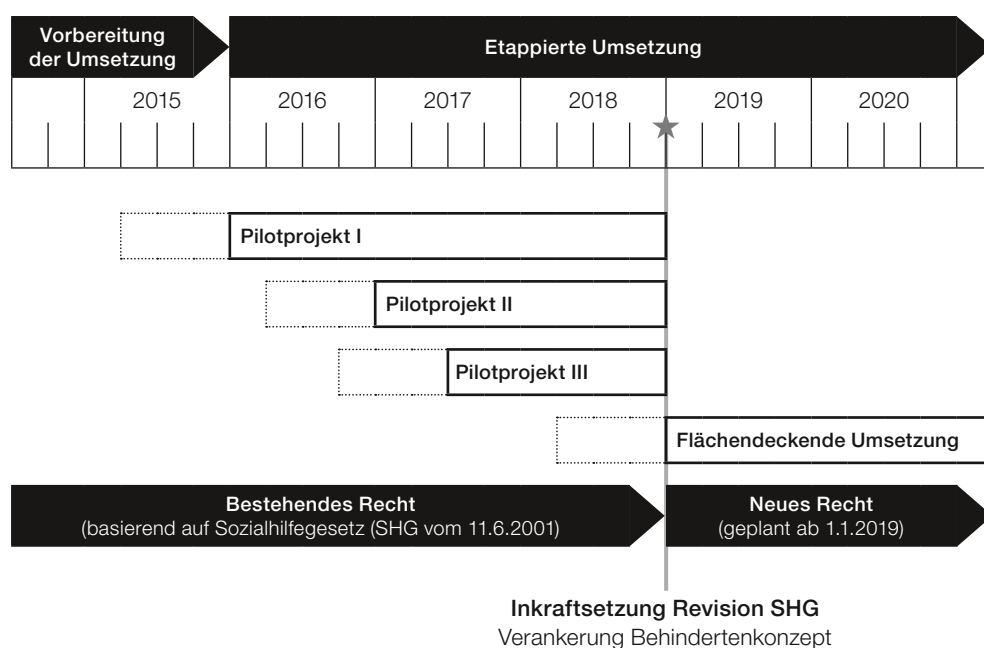 Vorbereitung
der Umsetzung
Etappierte Umsetzung
2015
2016
2017
2018
2019
2020
Pilotprojekt I
Pilotprojekt II
Pilotprojekt III
Flächendeckende Umsetzung
Bestehendes Recht
(basierend auf Sozialhilfegesetz (SHG vom 11.6.2001)
Neues Recht
(geplant ab 1.1.2019)
Inkraftsetzung Revision SHG
Verankerung Behindertenkonzept